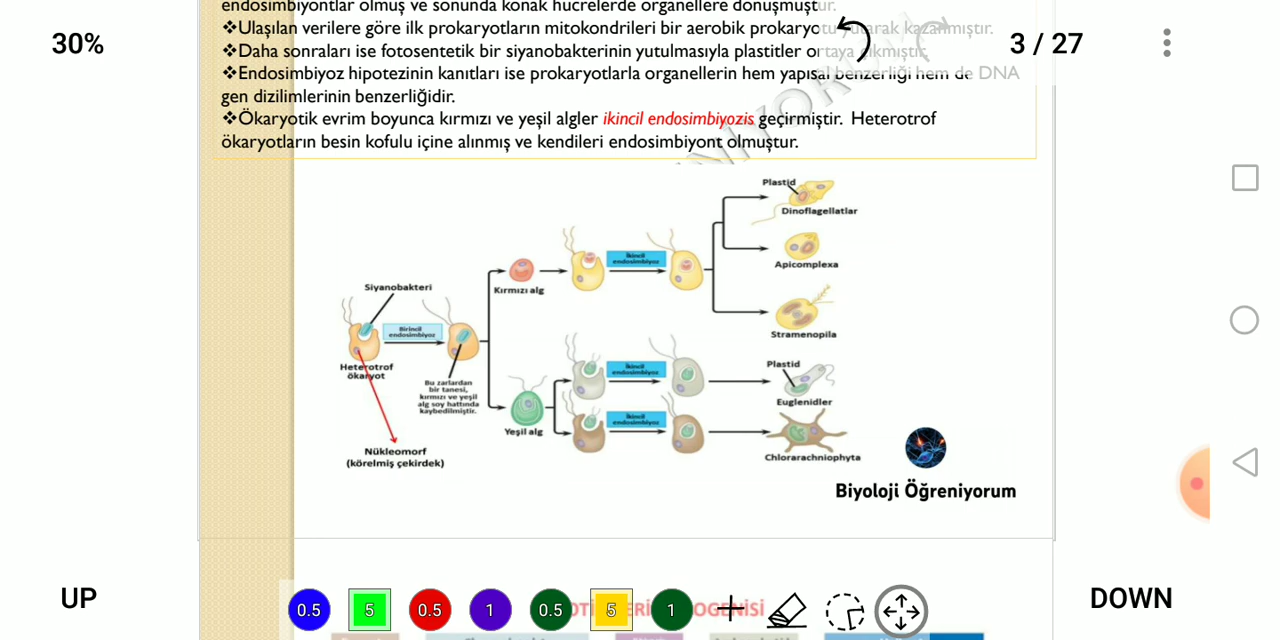 endosimbiyontlar olmuş ve sonunda konak hücrelerde organellere dönüşmüştür.
30%
❖Ulaşılan verilere göre ilk prokaryotların mitokondrileri bir aerobik prokaryotu yutarak kazanmıştır.
3 / 27
❖Daha sonraları ise fotosentetik bir siyanobakterinin yutulmasıyla plastitler ortaya çıkmıştır.
❖Endosimbiyoz hipotezinin kanıtları ise prokaryotlarla organellerin hem yapısal benzerliği hem de DNA
gen dizilimlerinin benzerliğidir.
❖Ökaryotik evrim boyunca kırmızı ve yeşil algler ikincil endosimbiyozis geçirmiştir. Heterotrof
ökaryotların besin kofulu içine alınmış ve kendileri endosimbiyont olmuştur.
Plastid
Dinoflagellatlar
İkincil
endosimbiyoz
Apicomplexa
Kırmızı alg
Siyanobakteri
Birincil
endosimbiyoz
Stramenopila
Heterotrof
ökaryot
Bu zarlardan
bir tanesi,
kırmızı ve yeşil
alg soy hattında
kaybedilmiştir.
İkincil
endosimbiyoz
Plastid
Euglenidler
Yeşil alg
İkincil
endosimbiyoz
Chlorarachniophyta
Nükleomorf
(körelmiş çekirdek)
Biyoloji Öğreniyorum
UP
DOWN
0.5 5 0.5 1 0.5 5 1